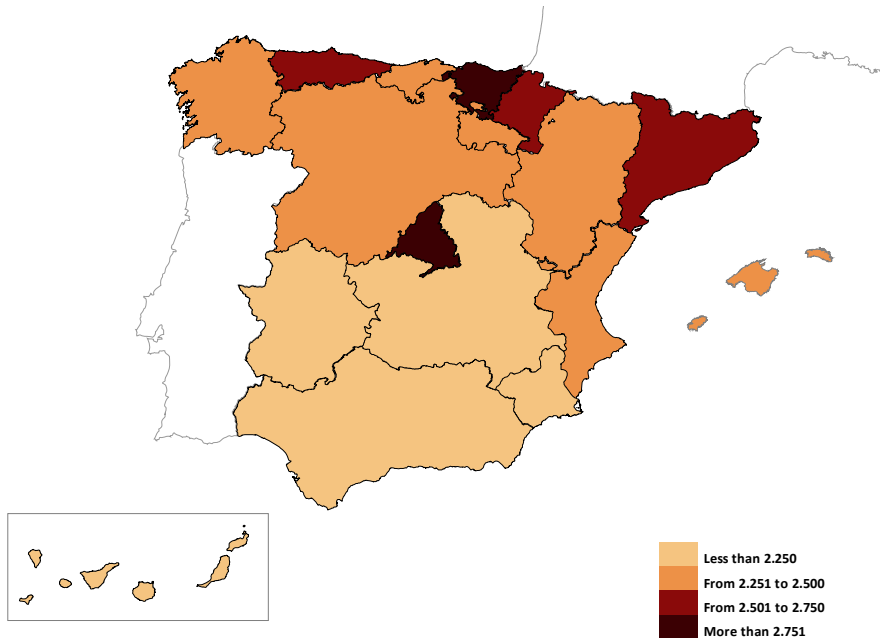 Less than 2.250
From 2.251 to 2.500
From 2.501 to 2.750
More than 2.751